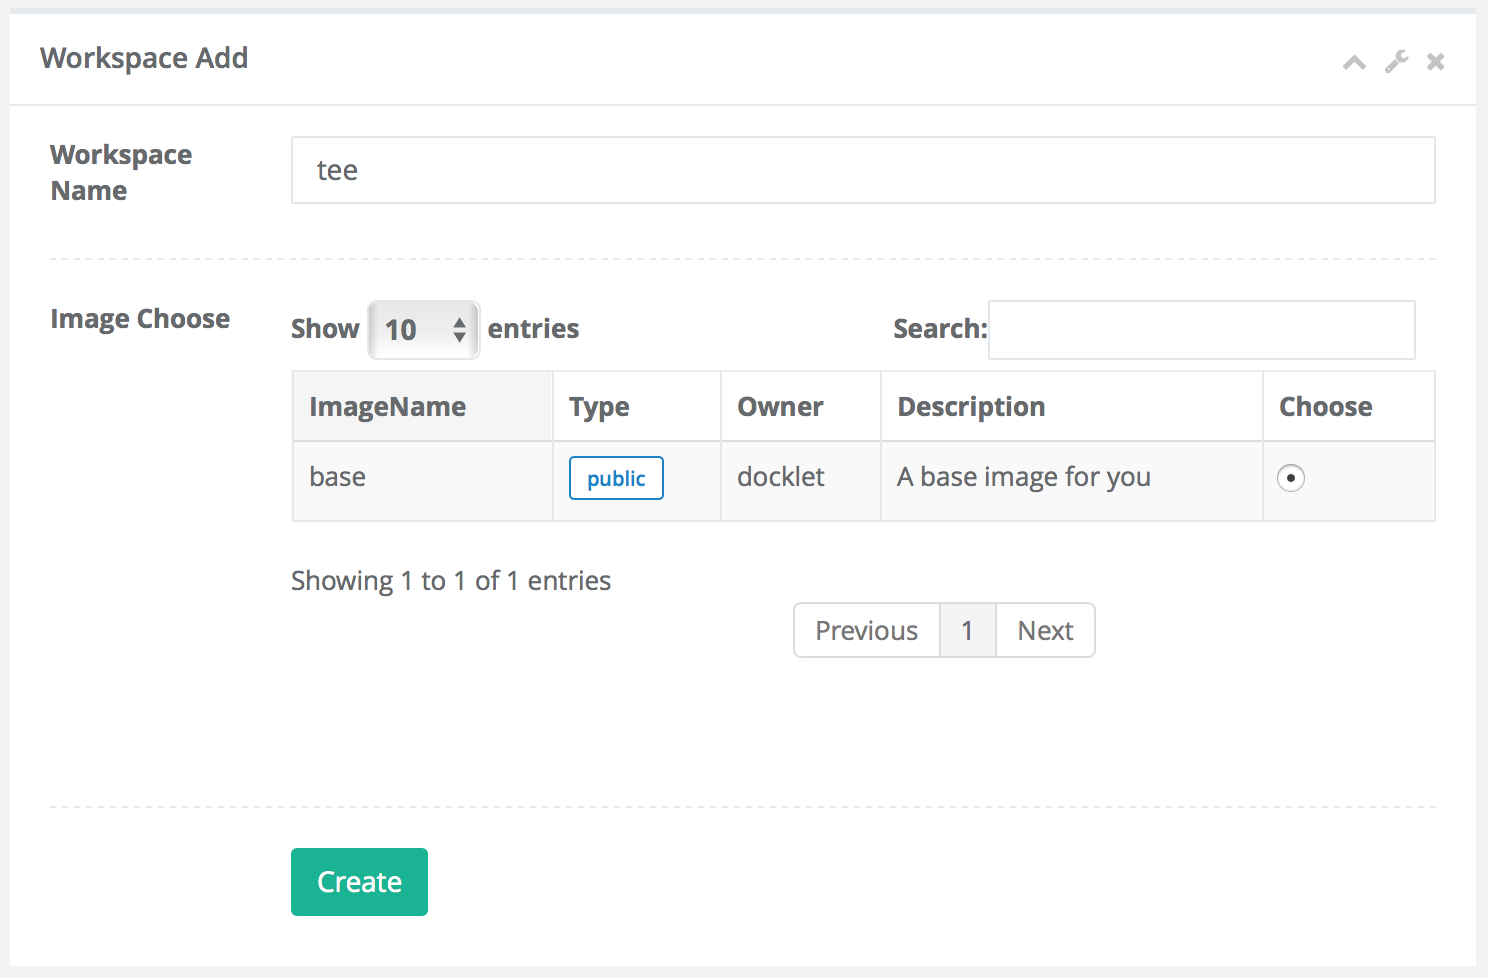 Workspace Add
Workspace
Name
tee
Image Choose
Show 10 entries
Search:
ImageName Type Owner Description Choose
base public docklet A base image for you
Showing 1 to 1 of 1 entries
Previous 1 Next
Create